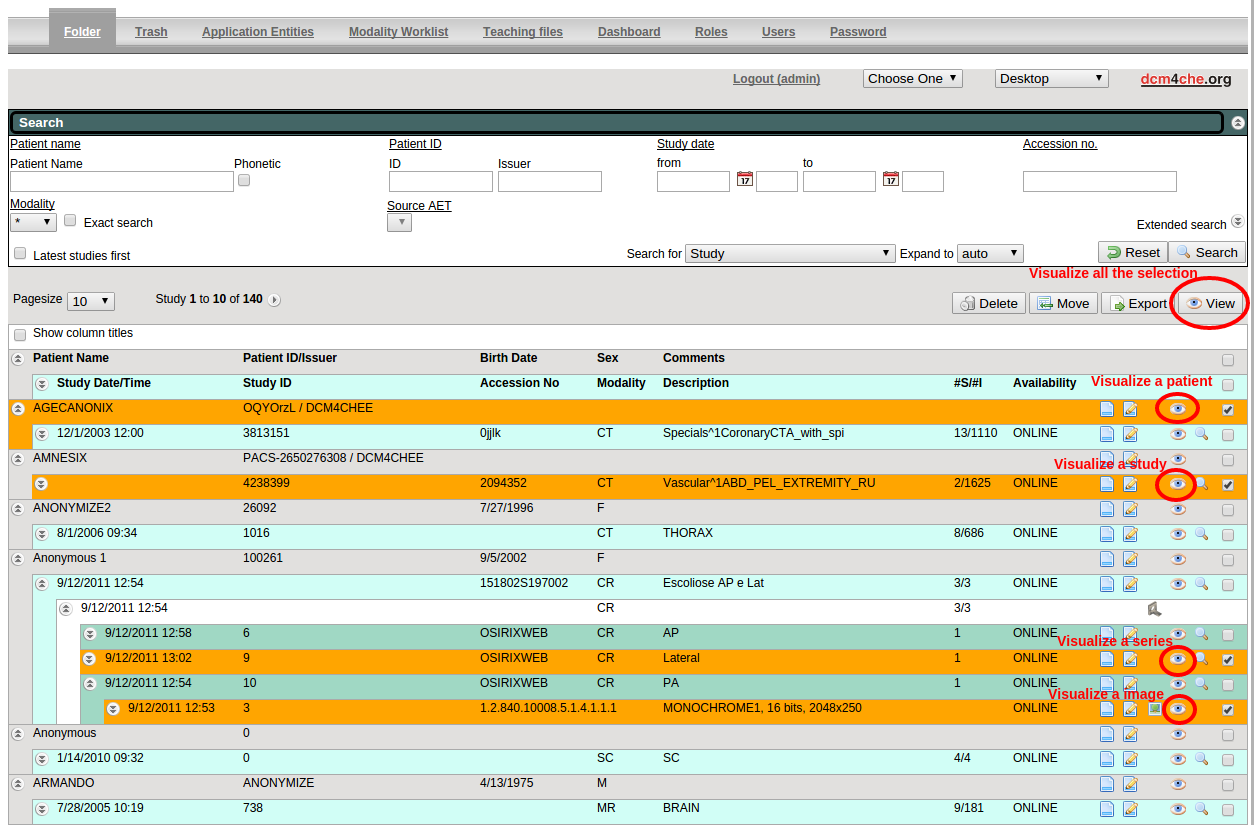 Folder Trash Application Entities Modality Worklist Teaching files Dashboard Roles Users Password
Logout (admin) Choose One Desktop dcm4che.org
Search
Patient name Patient ID Study date Accession no.
Patient Name Phonetic ID Issuer from to
17 17
Modality Source AET
* Exact search Extended search
Latest studies first Search for Study Expand to auto Reset Search
Visualize all the selection
Pagesize 10 Study 1 to 10 of 140 Delete Move Export View
Show column titles
Patient Name Patient ID/Issuer Birth Date Sex Comments
Study Date/Time Study ID Accession No Modality Description #S/#I Availability Visualize a patient
AGECANONIX OQYOrzL / DCM4CHEE
12/1/2003 12:00 3813151 0jjlk CT Specials^1CoronaryCTA_with_spi 13/1110 ONLINE
AMNESIX PACS-2650276308 / DCM4CHEE
Visualize a study
4238399 2094352 CT Vascular^1ABD_PEL_EXTREMITY_RU 2/1625 ONLINE
ANONYMIZE2 26092 7/27/1996 F
8/1/2006 09:34 1016 CT THORAX 8/686 ONLINE
Anonymous 1 100261 9/5/2002 F
9/12/2011 12:54 151802S197002 CR Escoliose AP e Lat 3/3 ONLINE
9/12/2011 12:54 CR 3/3
9/12/2011 12:58 6 OSIRIXWEB CR AP 1 ONLINE
Visualize a series
9/12/2011 13:02 9 OSIRIXWEB CR Lateral 1 ONLINE
9/12/2011 12:54 10 OSIRIXWEB CR PA 1 ONLINE
Visualize a image
9/12/2011 12:53 3 1.2.840.10008.5.1.4.1.1.1 MONOCHROME1, 16 bits, 2048x250 ONLINE
Anonymous 0
1/14/2010 09:32 0 SC SC 4/4 ONLINE
ARMANDO ANONYMIZE 4/13/1975 M
7/28/2005 10:19 738 MR BRAIN 9/181 ONLINE